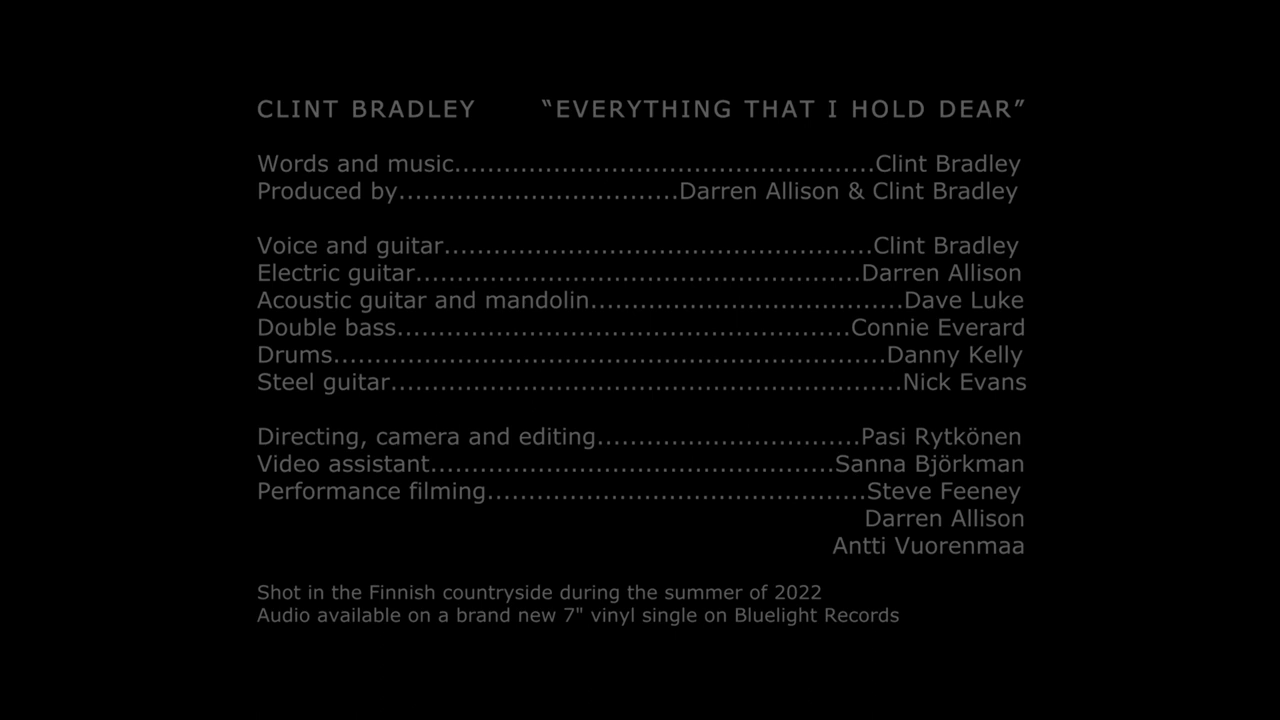 CLINT BRADLEY “EVERYTHING THAT I HOLD DEAR”
Words and music...................................................Clint Bradley
Produced by..................................Darren Allison & Clint Bradley
Voice and guitar....................................................Clint Bradley
Electric guitar......................................................Darren Allison
Acoustic guitar and mandolin......................................Dave Luke
Double bass.......................................................Connie Everard
Drums...................................................................Danny Kelly
Steel guitar..............................................................Nick Evans
Directing, camera and editing................................Pasi Rytkönen
Video assistant.................................................Sanna Björkman
Performance filming..............................................Steve Feeney
Darren Allison
Antti Vuorenmaa
Shot in the Finnish countryside during the summer of 2022
Audio available on a brand new 7" vinyl single on Bluelight Records